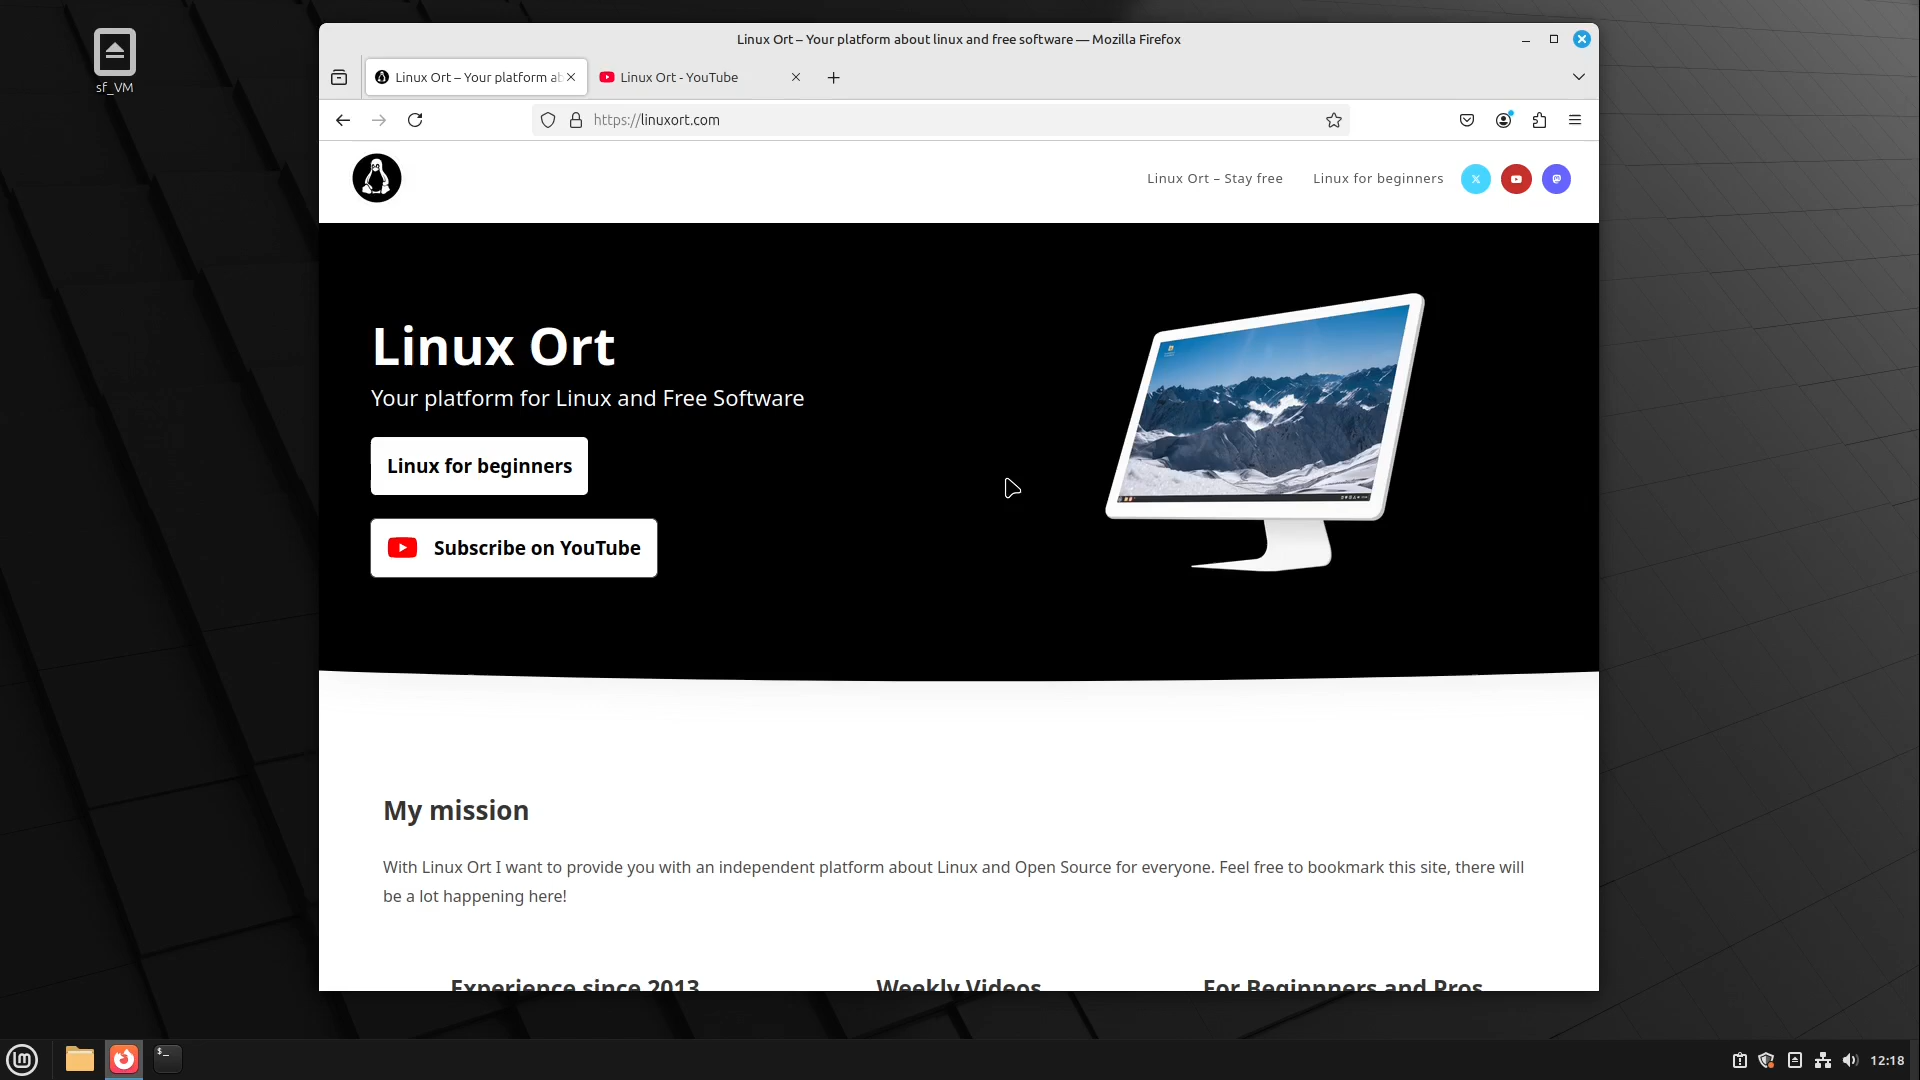 sf_VM
Linux Ort – Your platform about linux and free software — Mozilla Firefox
Linux Ort – Your platform ab
Linux Ort - YouTube
https://linuxort.com
Linux Ort – Stay free
Linux for beginners
Linux Ort
Your platform for Linux and Free Software
Linux for beginners
Subscribe on YouTube
My mission
With Linux Ort I want to provide you with an independent platform about Linux and Open Source for everyone. Feel free to bookmark this site, there will
be a lot happening here!
Experience since 2013
Weekly Videos
For Beginnners and Pros
$_
12:18